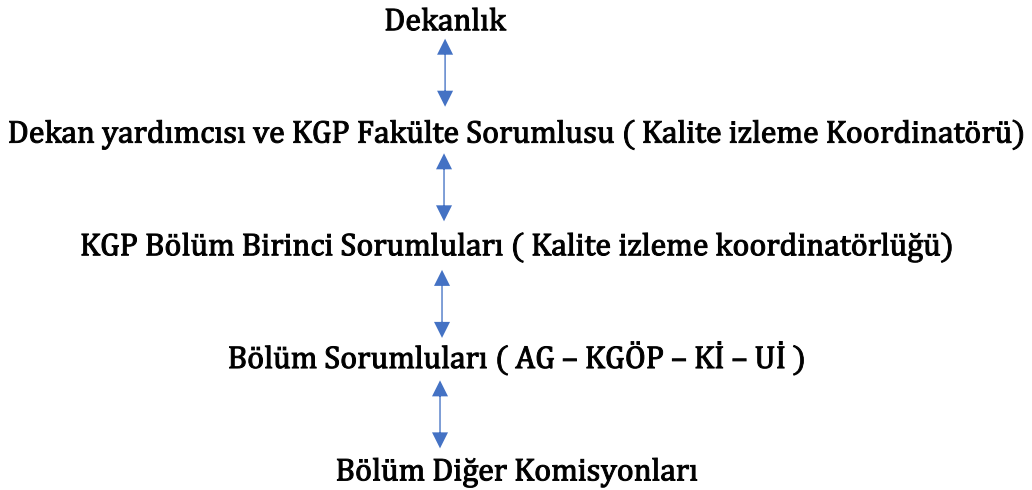 Dekanlık
Dekan yardımcısı ve KGP Fakülte Sorumlusu ( Kalite izleme Koordinatörü)
KGP Bölüm Birinci Sorumluları ( Kalite izleme koordinatörlüğü)
Bölüm Sorumluları ( AG – KGÖP – Kİ – Uİ )
Bölüm Diğer Komisyonları